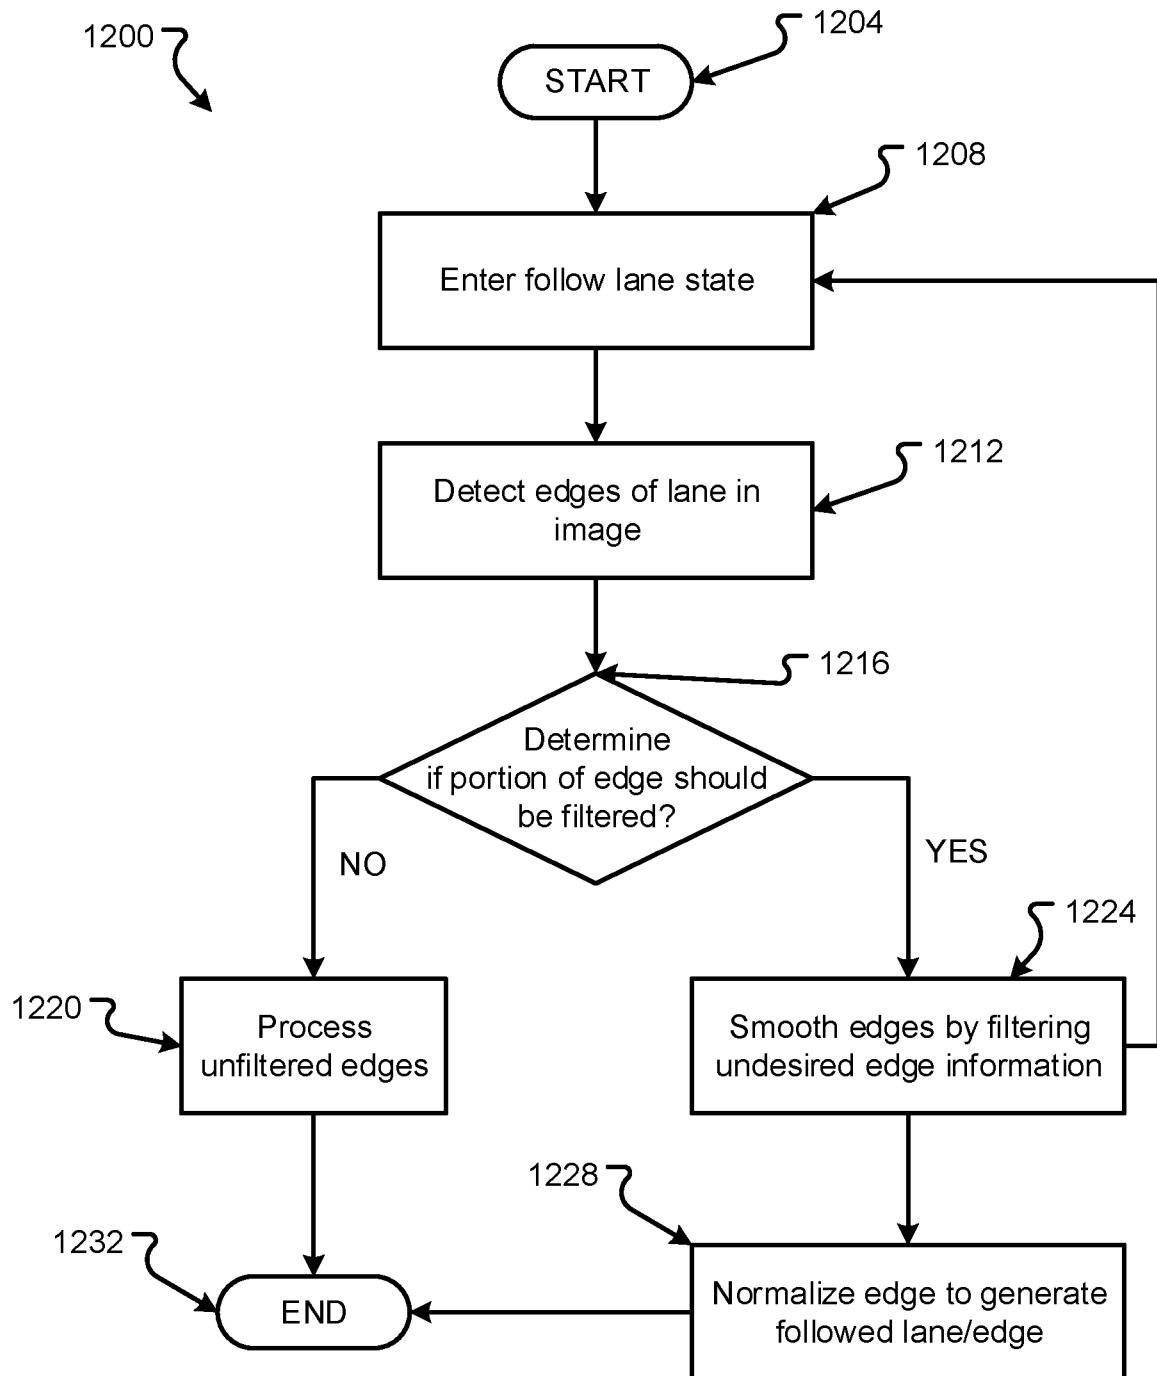 1200
1204
START
1208
Enter follow lane state
1212
Detect edges of lane in
image
1216
Determine
if portion of edge should
be filtered?
NO
YES
1224
1220
Process
unfiltered edges
Smooth edges by filtering
undesired edge information
1228
1232
END
Normalize edge to generate
followed lane/edge